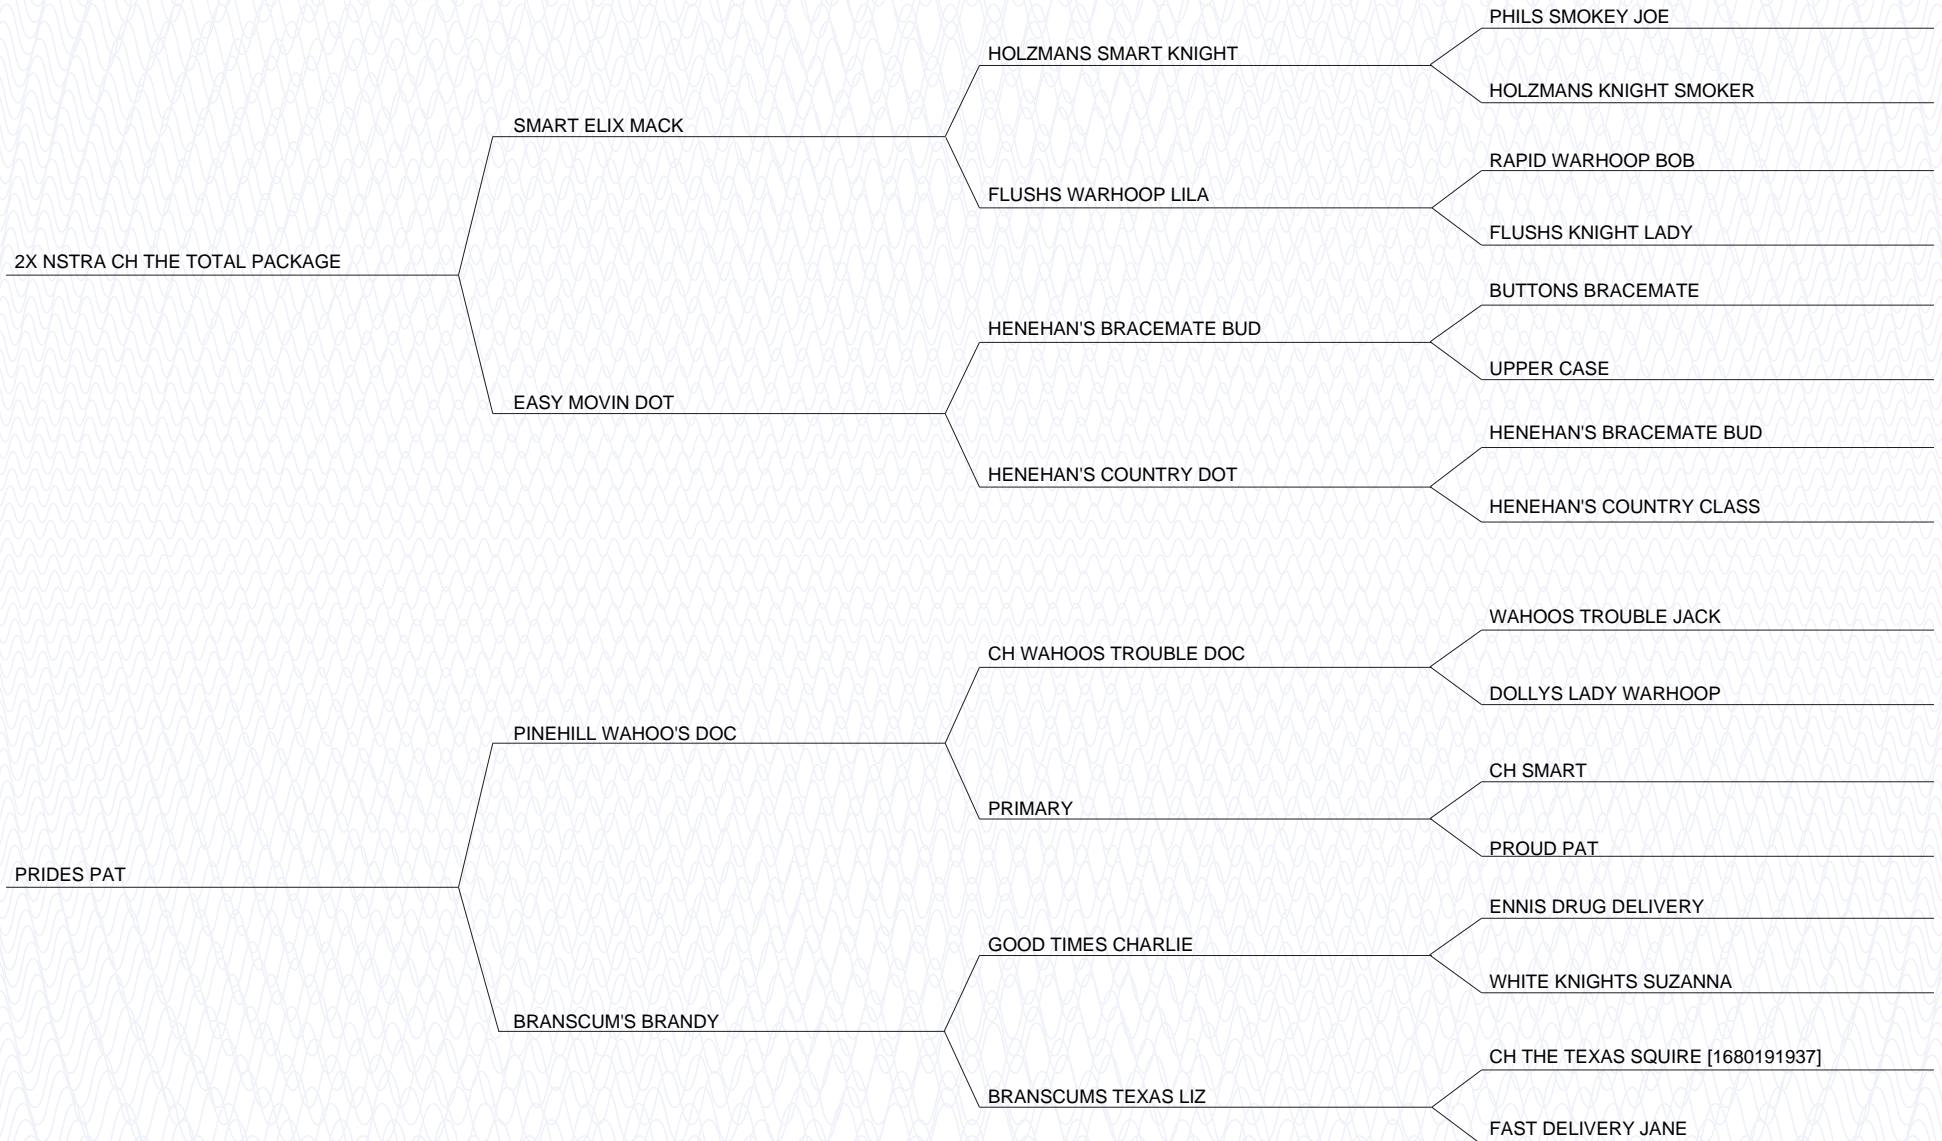 PHILS SMOKEY JOE
HOLZMANS SMART KNIGHT
HOLZMANS KNIGHT SMOKER
SMART ELIX MACK
RAPID WARHOOP BOB
FLUSHS WARHOOP LILA
FLUSHS KNIGHT LADY
2X NSTRA CH THE TOTAL PACKAGE
BUTTONS BRACEMATE
HENEHAN'S BRACEMATE BUD
UPPER CASE
EASY MOVIN DOT
HENEHAN'S BRACEMATE BUD
HENEHAN'S COUNTRY DOT
HENEHAN'S COUNTRY CLASS
WAHOOS TROUBLE JACK
CH WAHOOS TROUBLE DOC
DOLLYS LADY WARHOOP
PINEHILL WAHOO'S DOC
CH SMART
PRIMARY
PROUD PAT
PRIDES PAT
ENNIS DRUG DELIVERY
GOOD TIMES CHARLIE
WHITE KNIGHTS SUZANNA
BRANSCUM'S BRANDY
CH THE TEXAS SQUIRE [1680191937]
BRANSCUMS TEXAS LIZ
FAST DELIVERY JANE